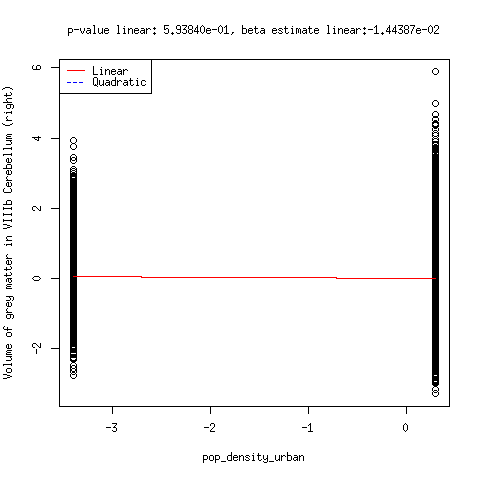 p-value linear: 5.93840e-01, beta estimate linear:-1.44387e-02
Linear
Quadratic
Volume of grey matter in VIIIb Cerebellum (right)
6
4
2
0
-2
-3
-2
-1
0
pop_density_urban